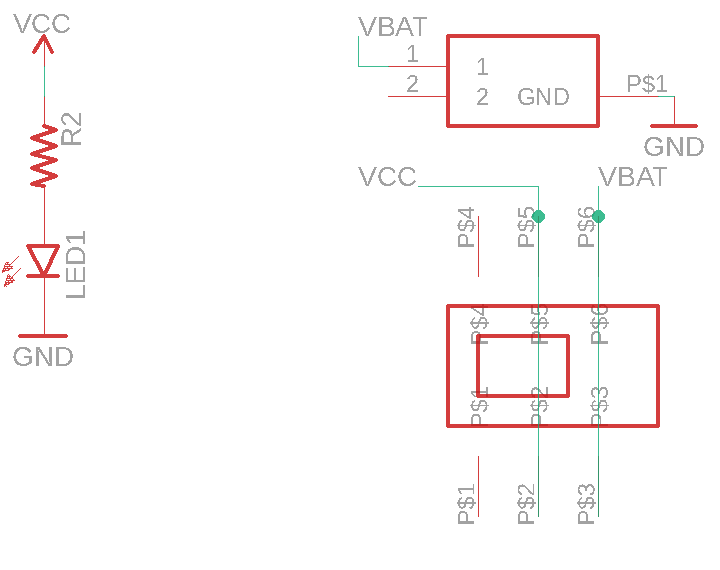 VCC
R2
LED1
GND
VBAT
1
2
1
2 GND
P$1
GND
VCC
VBAT
P$4 P$5 P$6
P$4 P$5 P$6
P$1 P$2 P$3
P$1 P$2 P$3